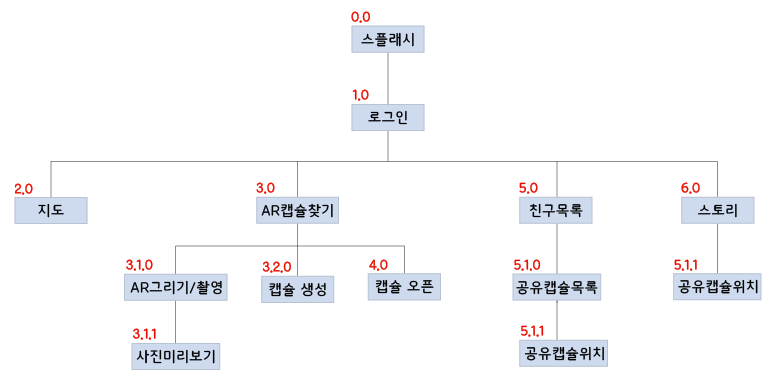 0.0
스플래시
1.0
로그인
2.0
지도
3.0
AR캡슐찾기
5.0
친구목록
6.0
스토리
3.1.0
AR그리기/촬영
3.2.0
캡슐 생성
4.0
캡슐 오픈
5.1.0
공유캡슐목록
5.1.1
공유캡슐위치
3.1.1
사진미리보기
5.1.1
공유캡슐위치